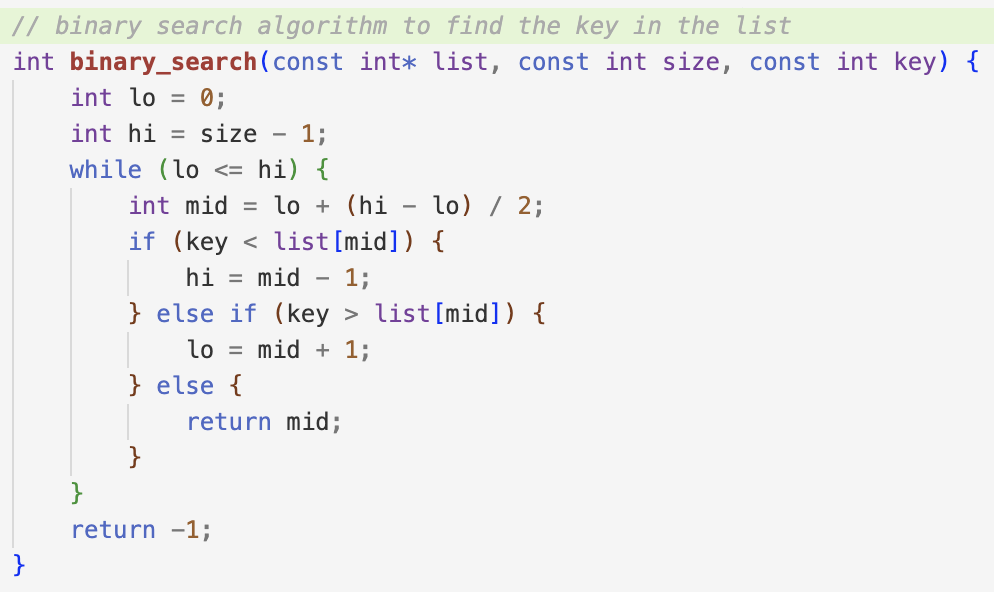 // binary search algorithm to find the key in the list
int binary_search(const int* list, const int size, const int key) {
    int lo = 0;
    int hi = size - 1;
    while (lo <= hi) {
        int mid = lo + (hi - lo) / 2;
        if (key < list[mid]) {
            hi = mid - 1;
        } else if (key > list[mid]) {
            lo = mid + 1;
        } else {
            return mid;
        }
    }
    return -1;
}